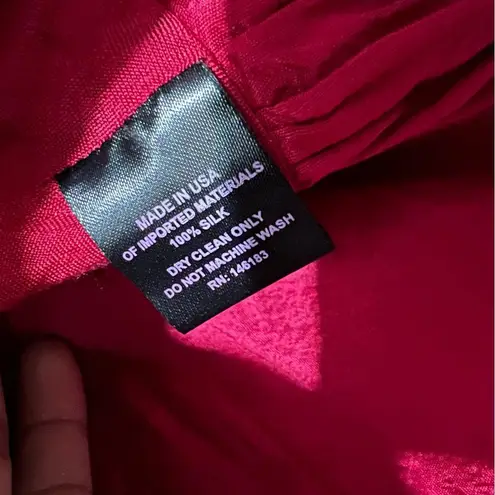 MADE IN USA
OF IMPORTED MATERIALS
100% SILK
DRY CLEAN ONLY
DO NOT MACHINE WASH
RN: 146183